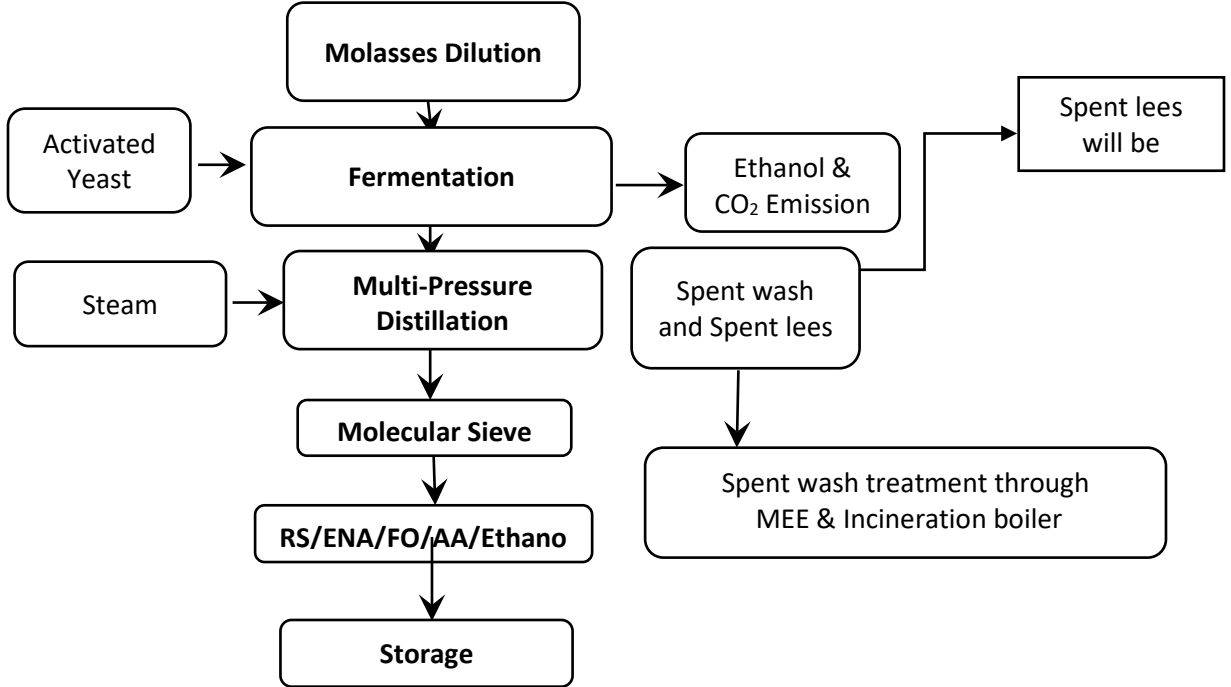 Molasses Dilution
Activated
Yeast
Fermentation
Ethanol &
CO₂ Emission
Spent lees
will be
Steam
Multi-Pressure
Distillation
Spent wash
and Spent lees
Molecular Sieve
Spent wash treatment through
MEE & Incineration boiler
RS/ENA/FO/AA/Ethano
Storage